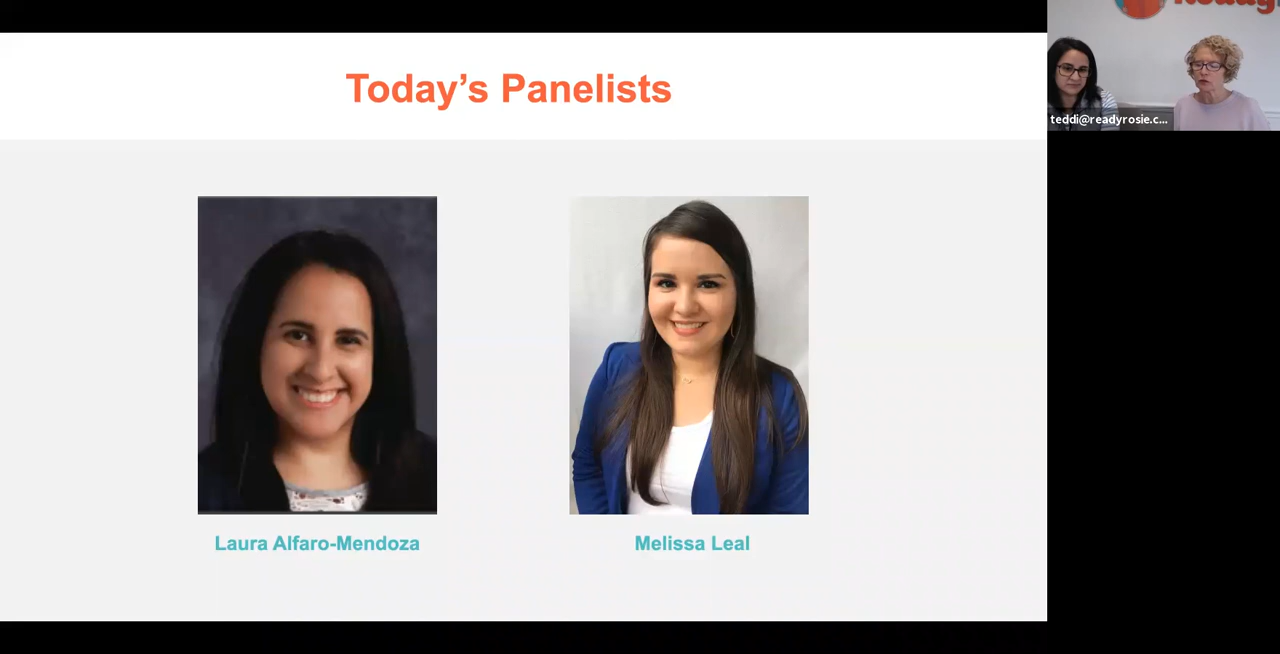 Today's Panelists
teddi@readyrosie.c...
Laura Alfaro-Mendoza
Melissa Leal